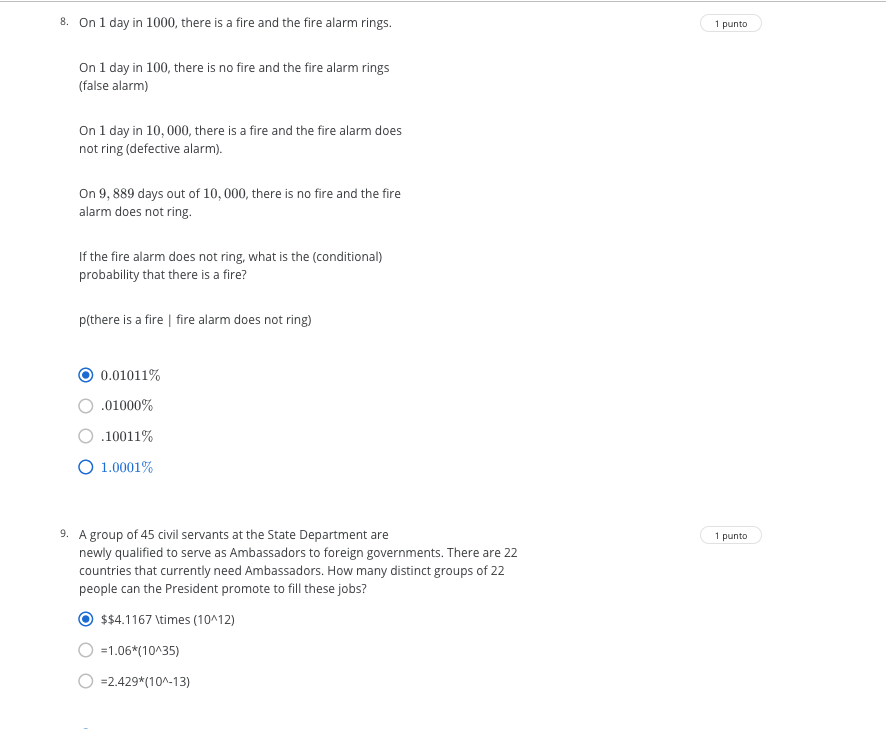 8. On 1 day in 1000, there is a fire and the fire alarm rings.
1 punto
On 1 day in 100, there is no fire and the fire alarm rings
(false alarm)
On 1 day in 10, 000, there is a fire and the fire alarm does
not ring (defective alarm).
On 9, 889 days out of 10, 000, there is no fire and the fire
alarm does not ring.
If the fire alarm does not ring, what is the (conditional)
probability that there is a fire?
p(there is a fire | fire alarm does not ring)
0.01011%
.01000%
.10011%
1.0001%
9. A group of 45 civil servants at the State Department are
1 punto
newly qualified to serve as Ambassadors to foreign governments. There are 22
countries that currently need Ambassadors. How many distinct groups of 22
people can the President promote to fill these jobs?
$$4.1167 \times (10^12)
=1.06*(10^35)
=2.429*(10^-13)